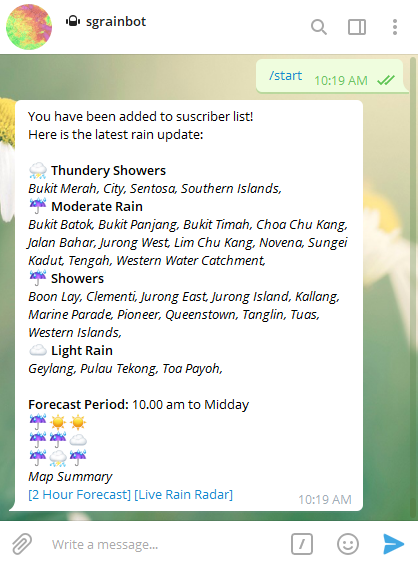 sgrainbot
/start 10:19 AM
You have been added to suscriber list!
Here is the latest rain update:
Thundery Showers
Bukit Merah, City, Sentosa, Southern Islands,
Moderate Rain
Bukit Batok, Bukit Panjang, Bukit Timah, Choa Chu Kang,
Jalan Bahar, Jurong West, Lim Chu Kang, Novena, Sungei
Kadut, Tengah, Western Water Catchment,
Showers
Boon Lay, Clementi, Jurong East, Jurong Island, Kallang,
Marine Parade, Pioneer, Queenstown, Tanglin, Tuas,
Western Islands,
Light Rain
Geylang, Pulau Tekong, Toa Payoh,
Forecast Period: 10.00 am to Midday
Map Summary
[2 Hour Forecast] [Live Rain Radar]
10:19 AM
Write a message...